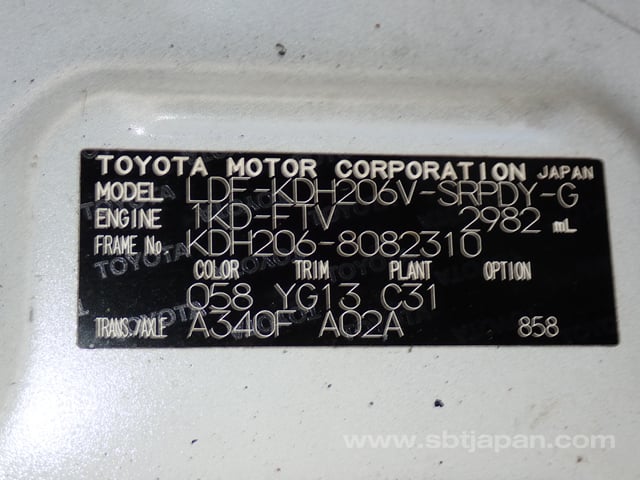 TOYOTA MOTOR CORPORATION JAPAN
MODEL LDF-KDH206V-SRPDY-G
ENGINE 1KD-FTV 2982 mL
FRAME No. KDH206-8082310
COLOR TRIM PLANT OPTION
058 YG13 C31
TRANS./AXLE A340F A02A 858
www.sbtjapan.com